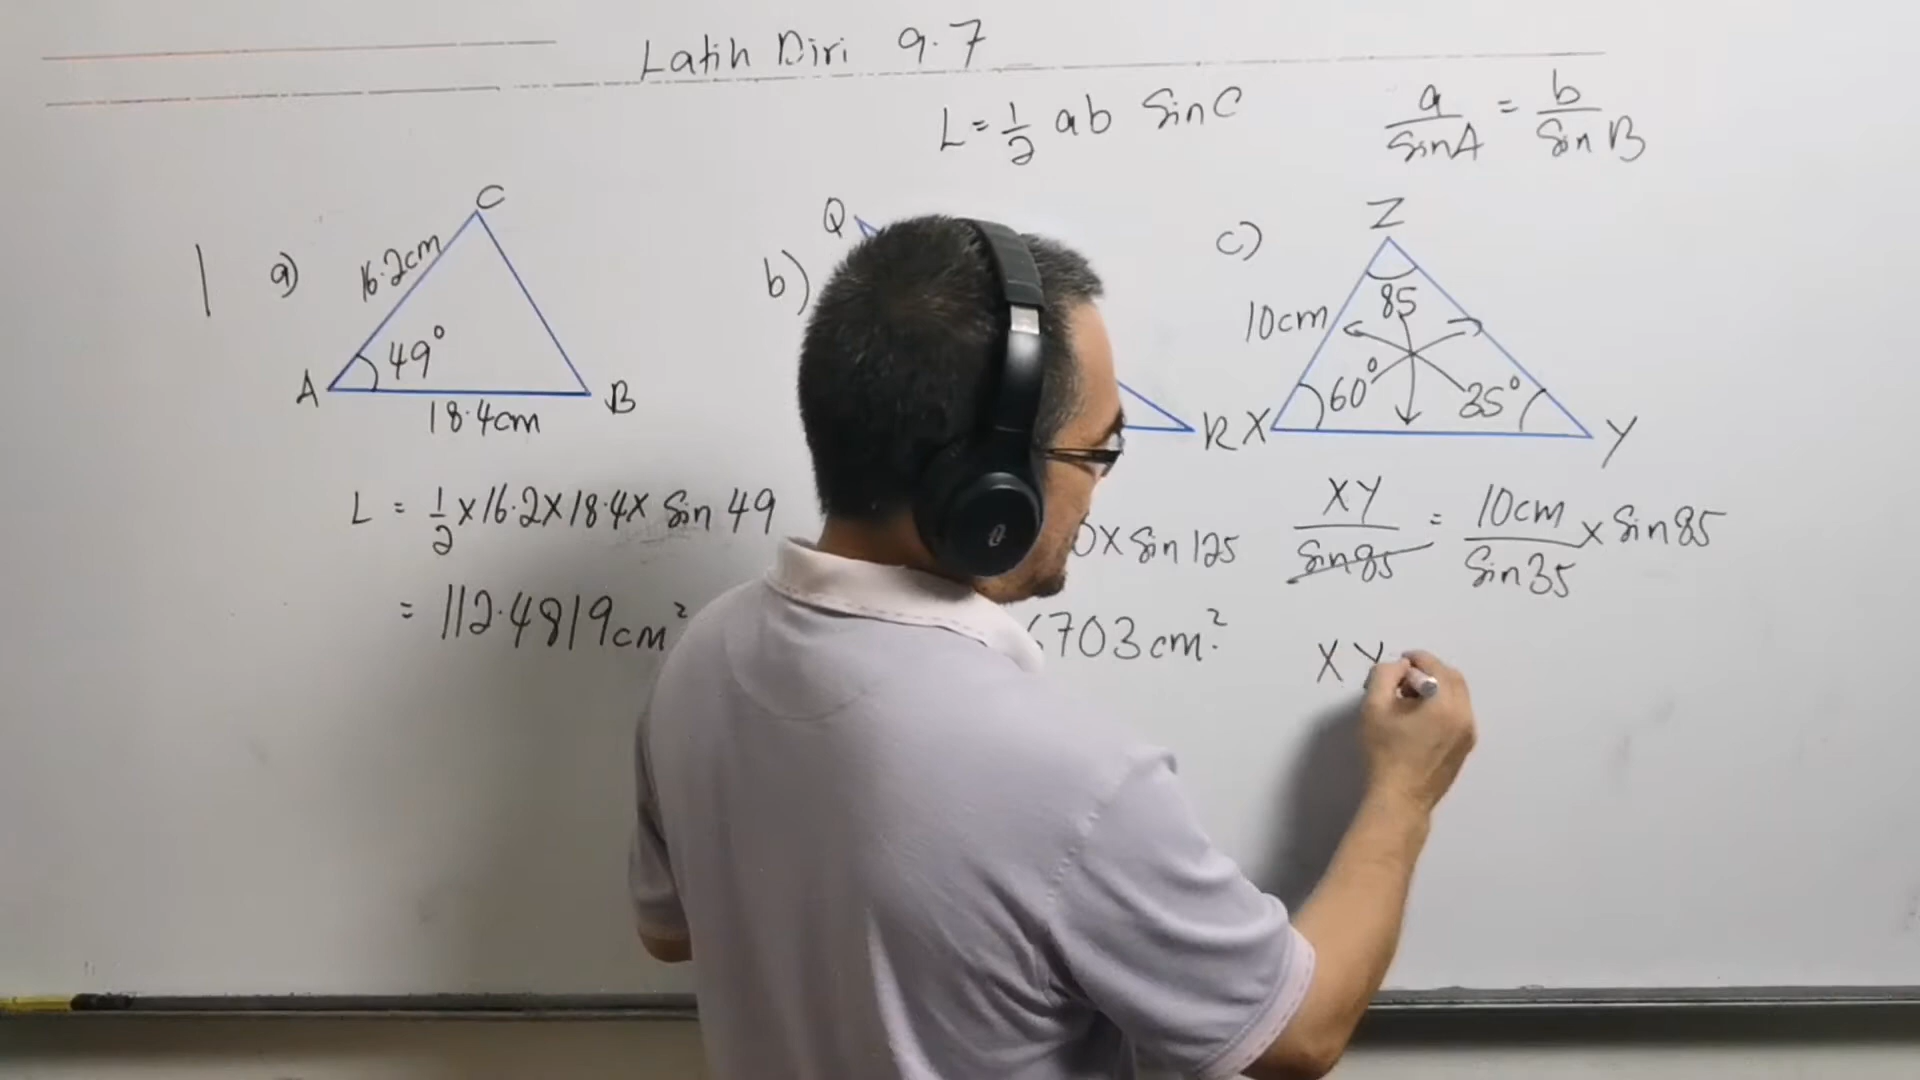 Latih Diri 9.7
L = 1/2 ab Sin C
a/Sin A = b/Sin B
1 a)
C
16.2cm
49°
A
B
18.4cm
L = 1/2 x 16.2 x 18.4 x Sin 49
= 112.4819 cm²
b)
Q
R
x Sin 125
703 cm².
c)
Z
85
10cm
60°
35°
X
Y
XY/Sin 85 = 10cm/Sin 35 x Sin 85
XY